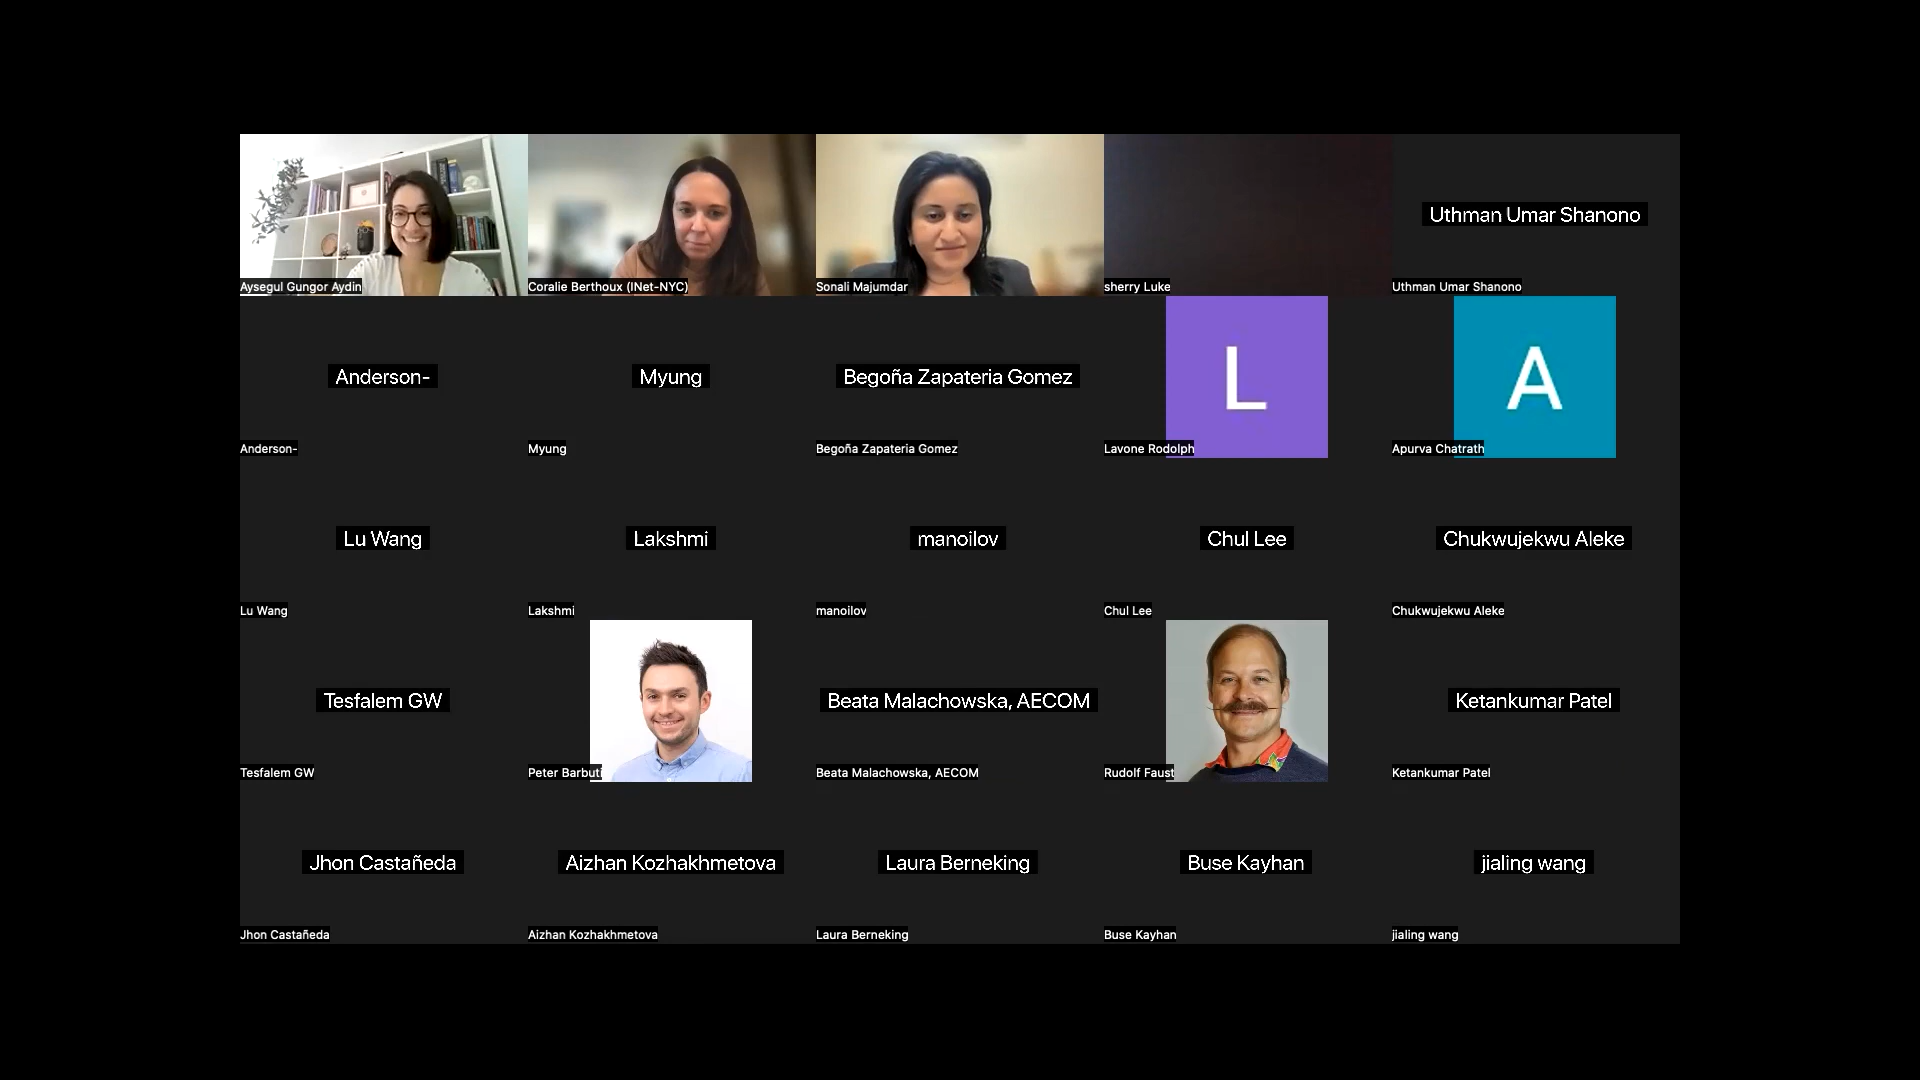 Aysegul Gungor Aydin
Coralie Berthoux (INet-NYC)
Sonali Majumdar
sherry Luke
Uthman Umar Shanono
Uthman Umar Shanono
Anderson-
Anderson-
Myung
Myung
Begoña Zapateria Gomez
Begoña Zapateria Gomez
L
Lavone Rodolph
A
Apurva Chatrath
Lu Wang
Lu Wang
Lakshmi
Lakshmi
manoilov
manoilov
Chul Lee
Chul Lee
Chukwujekwu Aleke
Chukwujekwu Aleke
Tesfalem GW
Tesfalem GW
Peter Barbuti
Beata Malachowska, AECOM
Beata Malachowska, AECOM
Rudolf Faust
Ketankumar Patel
Ketankumar Patel
Jhon Castañeda
Jhon Castañeda
Aizhan Kozhakhmetova
Aizhan Kozhakhmetova
Laura Berneking
Laura Berneking
Buse Kayhan
Buse Kayhan
jialing wang
jialing wang